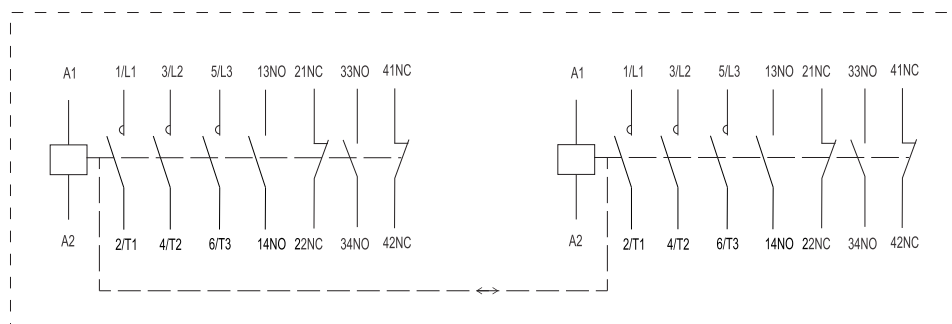 A1 1/L1 3/L2 5/L3 13NO 21NC 33NO 41NC
A2 2/T1 4/T2 6/T3 14NO 22NC 34NO 42NC
A1 1/L1 3/L2 5/L3 13NO 21NC 33NO 41NC
A2 2/T1 4/T2 6/T3 14NO 22NC 34NO 42NC